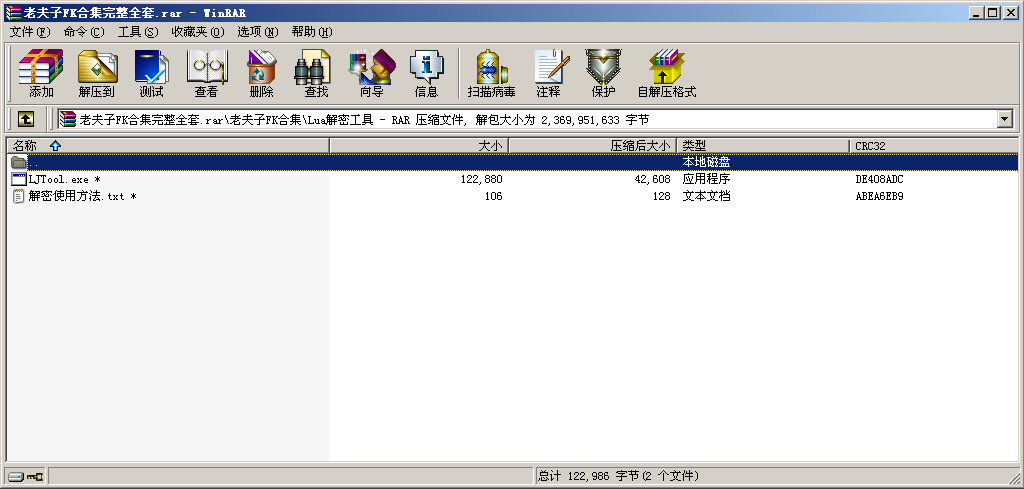 老夫子FK合集完整全套.rar - WinRAR
文件(F) 命令(C) 工具(S) 收藏夹(O) 选项(N) 帮助(H)
添加 解压到 测试 查看 删除 查找 向导 信息 扫描病毒 注释 保护 自解压格式
老夫子FK合集完整全套.rar\老夫子FK合集\Lua解密工具 - RAR 压缩文件, 解包大小为 2,369,951,633 字节
名称 大小 压缩后大小 类型 CRC32
.. 本地磁盘
LJTool.exe * 122,880 42,608 应用程序 DE408ADC
解密使用方法.txt * 106 128 文本文档 ABEA6EB9
总计 122,986 字节(2 个文件)